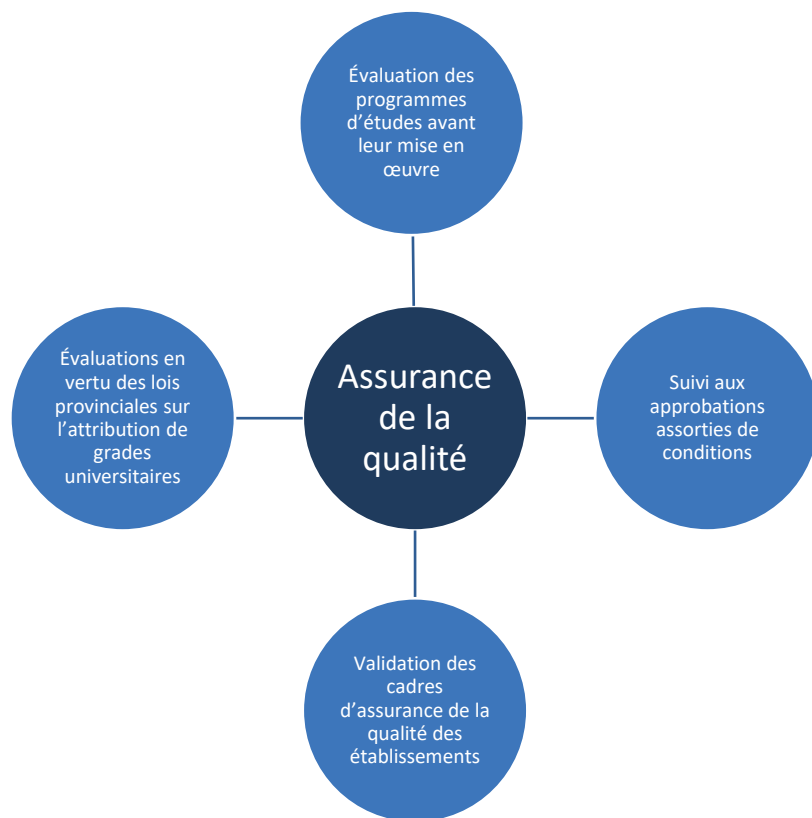 Évaluation des
programmes
d’études avant
leur mise en
œuvre
Évaluations en
vertu des lois
provinciales sur
l’attribution de
grades
universitaires
Assurance
de la
qualité
Suivi aux
approbations
assorties de
conditions
Validation des
cadres
d’assurance de la
qualité des
établissements